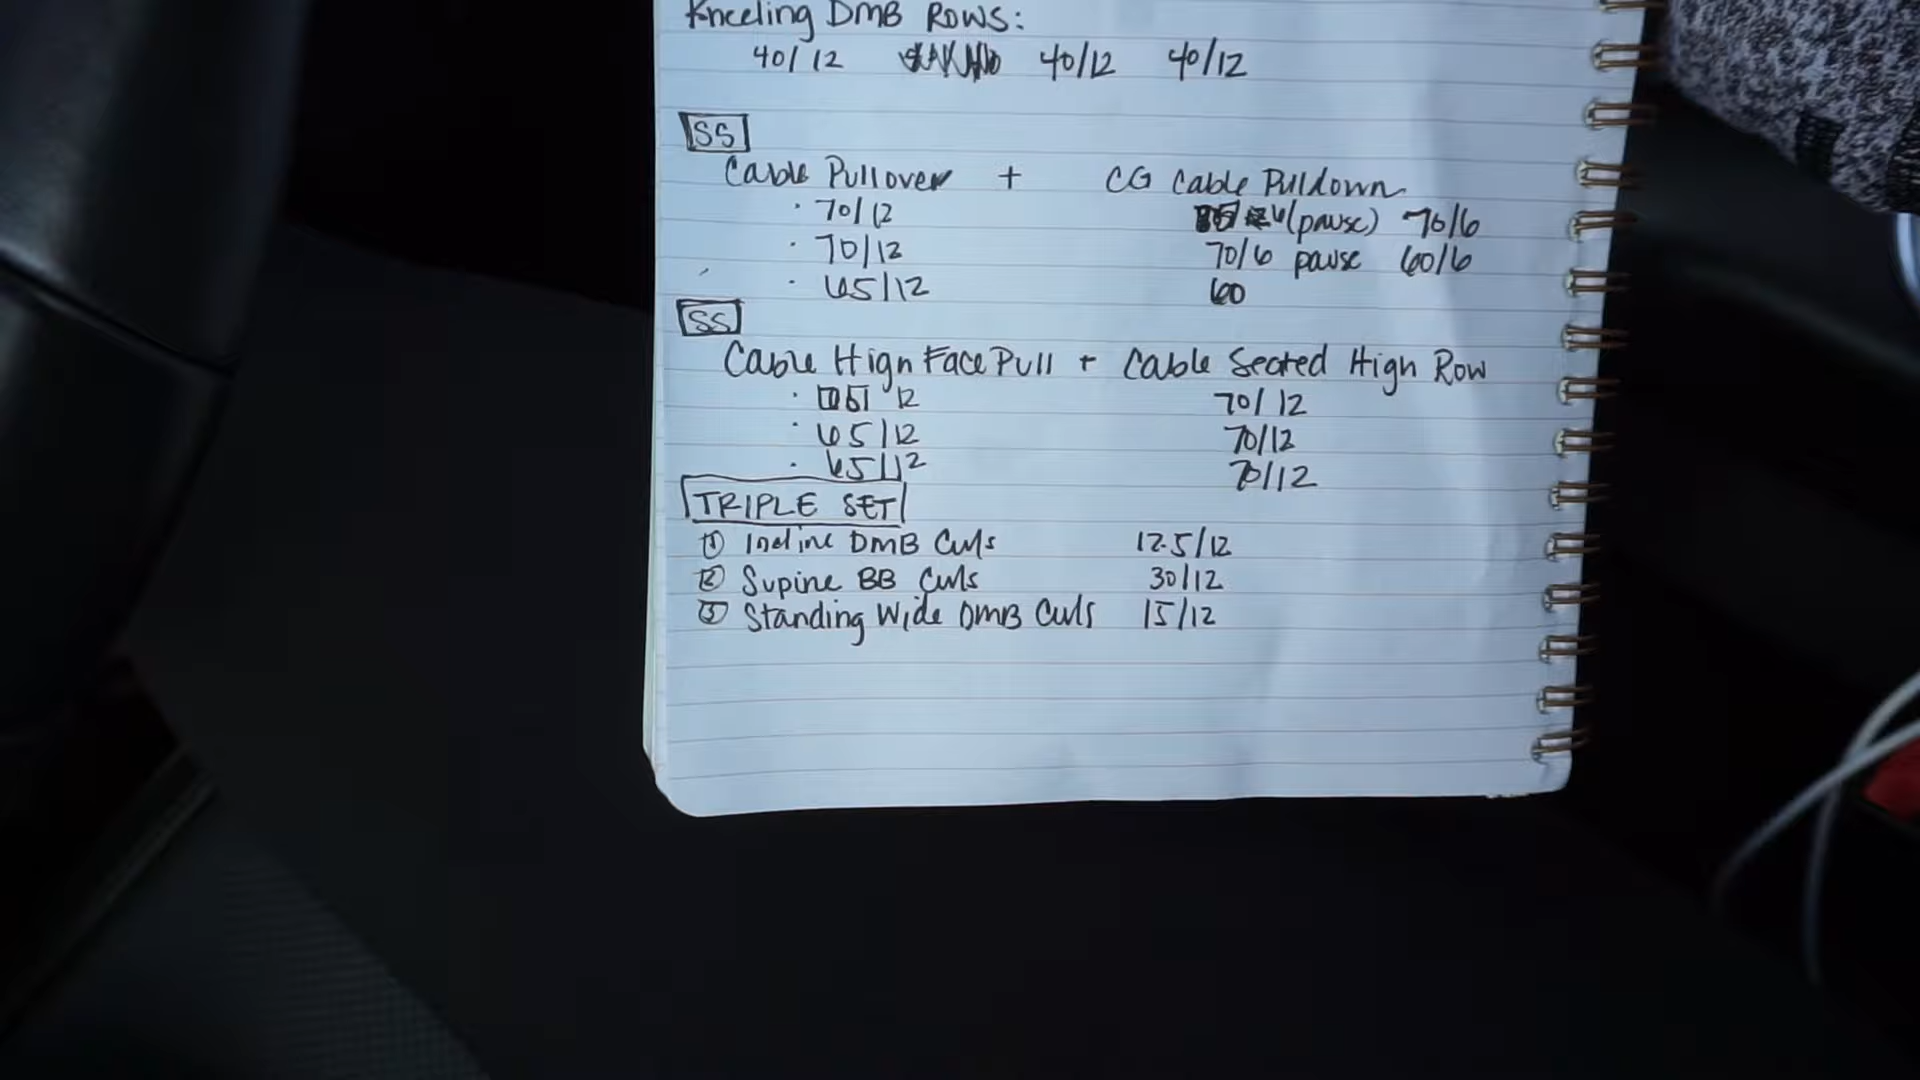 Kneeling DMB ROWS:
40/12 40/12 40/12
SS
Cable Pullover + CG Cable Pulldown
· 70/12 (pause) 70/6
· 70/12 70/6 pause 60/6
· 65/12 60
SS
Cable High Face Pull + Cable Seated High Row
· 12 70/12
· 65/12 70/12
· 65/12 70/12
TRIPLE SET
① Incline DMB Curls 12.5/12
② Supine BB Curls 30/12
③ Standing Wide DMB Curls 15/12